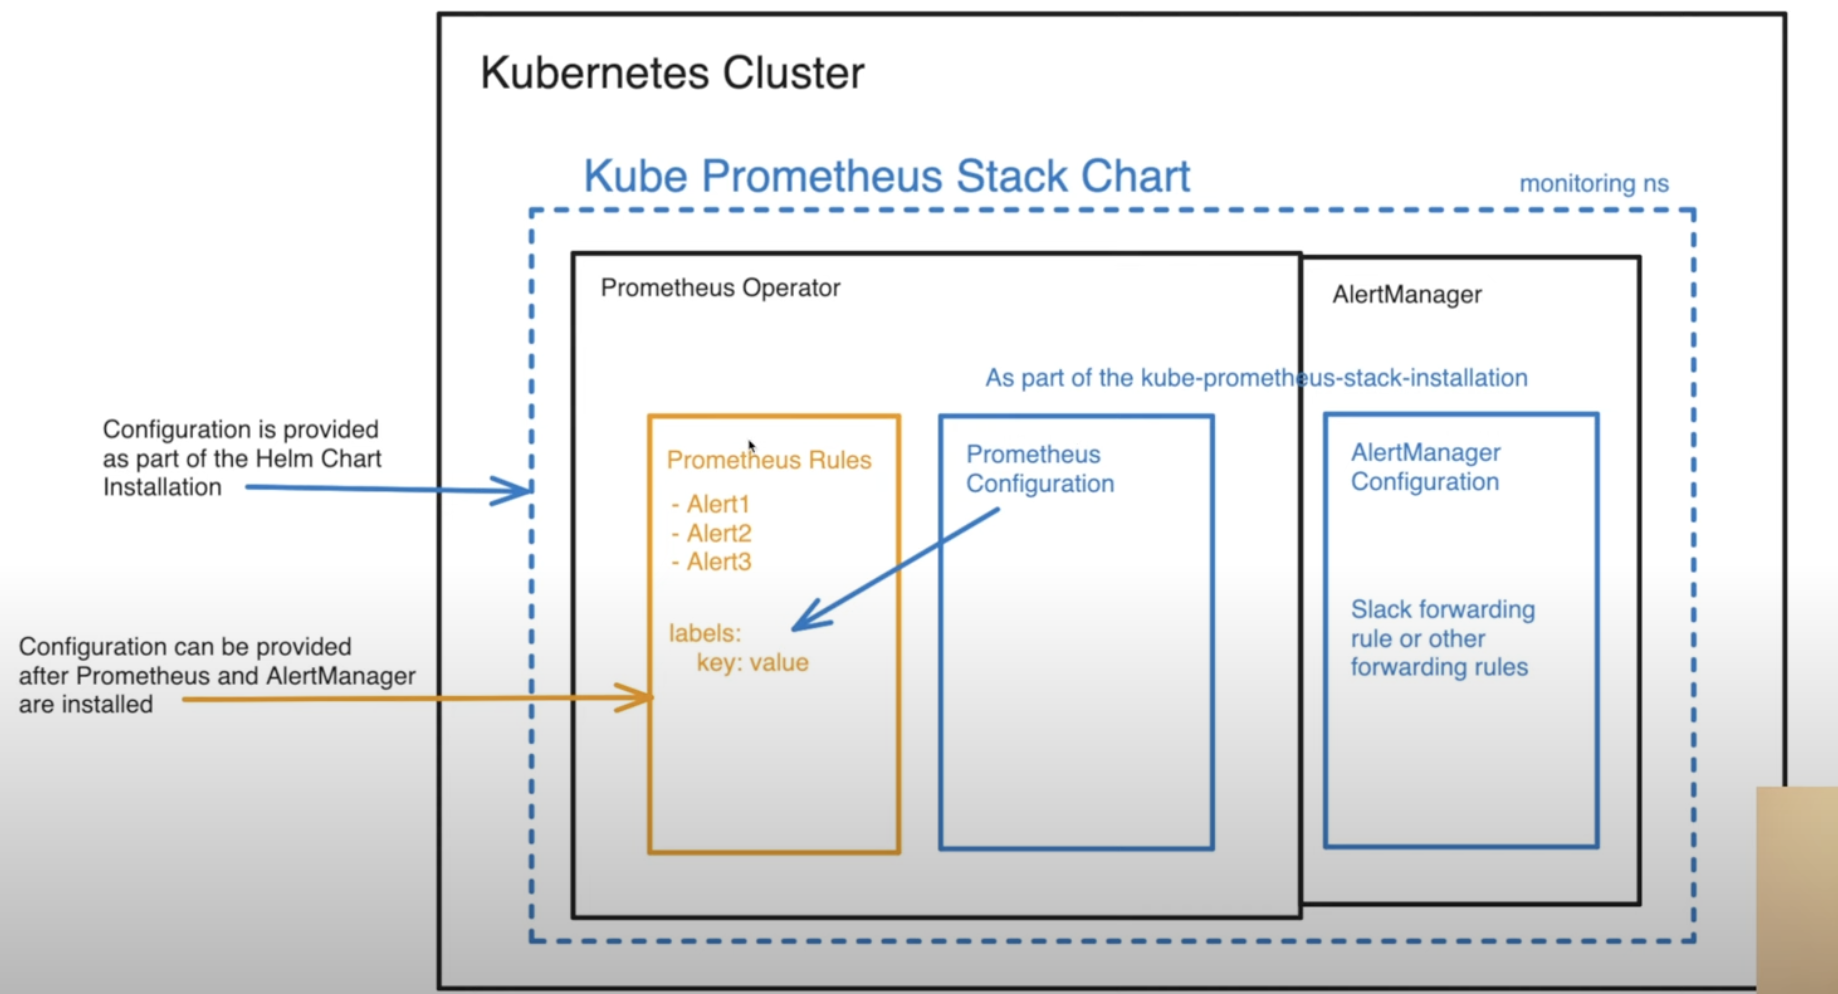 Kubernetes Cluster
Kube Prometheus Stack Chart
monitoring ns
Prometheus Operator
AlertManager
As part of the kube-prometheus-stack-installation
Configuration is provided
as part of the Helm Chart
Installation
Prometheus Rules
- Alert1
- Alert2
- Alert3
labels:
key: value
Prometheus
Configuration
AlertManager
Configuration
Slack forwarding
rule or other
forwarding rules
Configuration can be provided
after Prometheus and AlertManager
are installed